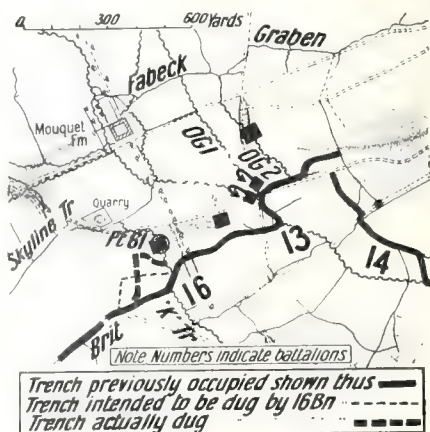 0 300 600 Yards
Graben
Fabeck
Mouquet
Fm
OG1
OG2
Quarry
Skyline Tr
Pt 81
13
14
16
'K' Tr
Brit
Note Numbers indicate battalions
Trench previously occupied shown thus
Trench intended to be dug by 16Bn
Trench actually dug